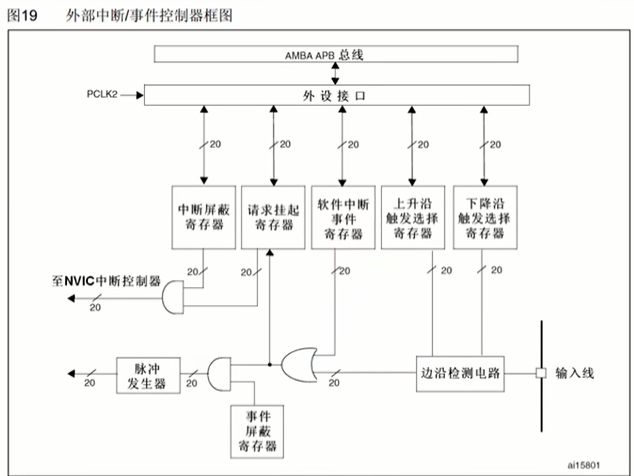 图19 外部中断/事件控制器框图
AMBA APB 总线
PCLK2
外设接口
20
20
20
20
20
中断屏蔽
寄存器
请求挂起
寄存器
软件中断
事件
寄存器
上升沿
触发选择
寄存器
下降沿
触发选择
寄存器
至NVIC中断控制器
20
20
20
20
20
20
20
脉冲
发生器
20
20
边沿检测电路
输入线
20
事件
屏蔽
寄存器
ai15801